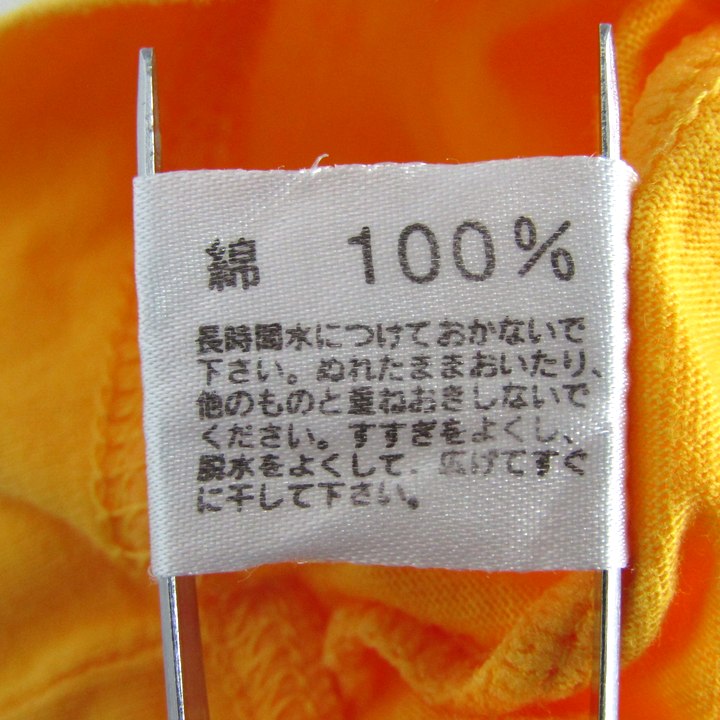 綿 100%
長時間水につけておかないで
下さい。ぬれたままおいたり、
他のものと重ねおきしないで
ください。すすぎをよくし、
脱水をよくして、広げてすぐ
に干して下さい。